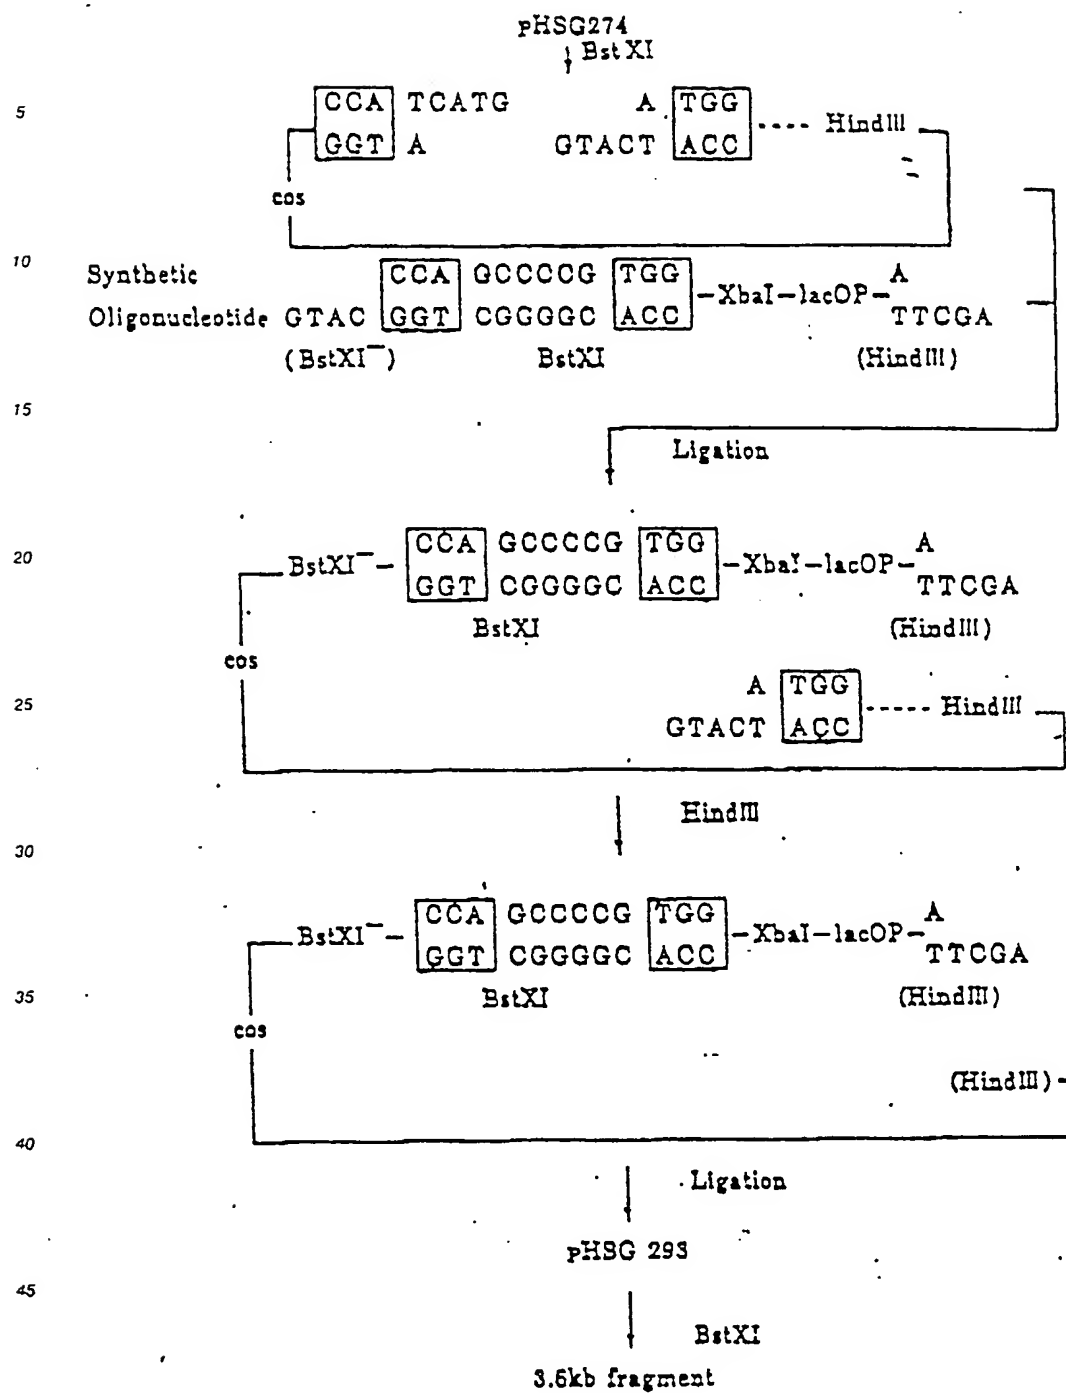 pHSG274
BstXI
5
CCA TCATG A TGG
GGT A GTACT ACC ---- HindIII
cos
10
Synthetic CCA GCCCCG TGG A
Oligonucleotide GTAC GGT CGGGGC ACC -XbaI-lacOP- TTCGA
(BstXI⁻) BstXI (HindIII)
15
Ligation
20
CCA GCCCCG TGG A
BstXI⁻ - GGT CGGGGC ACC -XbaI-lacOP- TTCGA
BstXI (HindIII)
cos
25
A TGG
GTACT ACC ----- HindIII
HindIII
30
CCA GCCCCG TGG A
BstXI⁻ - GGT CGGGGC ACC -XbaI-lacOP- TTCGA
35
BstXI (HindIII)
cos
(HindIII)-
40
Ligation
pHSG 293
45
BstXI
3.6kb fragment